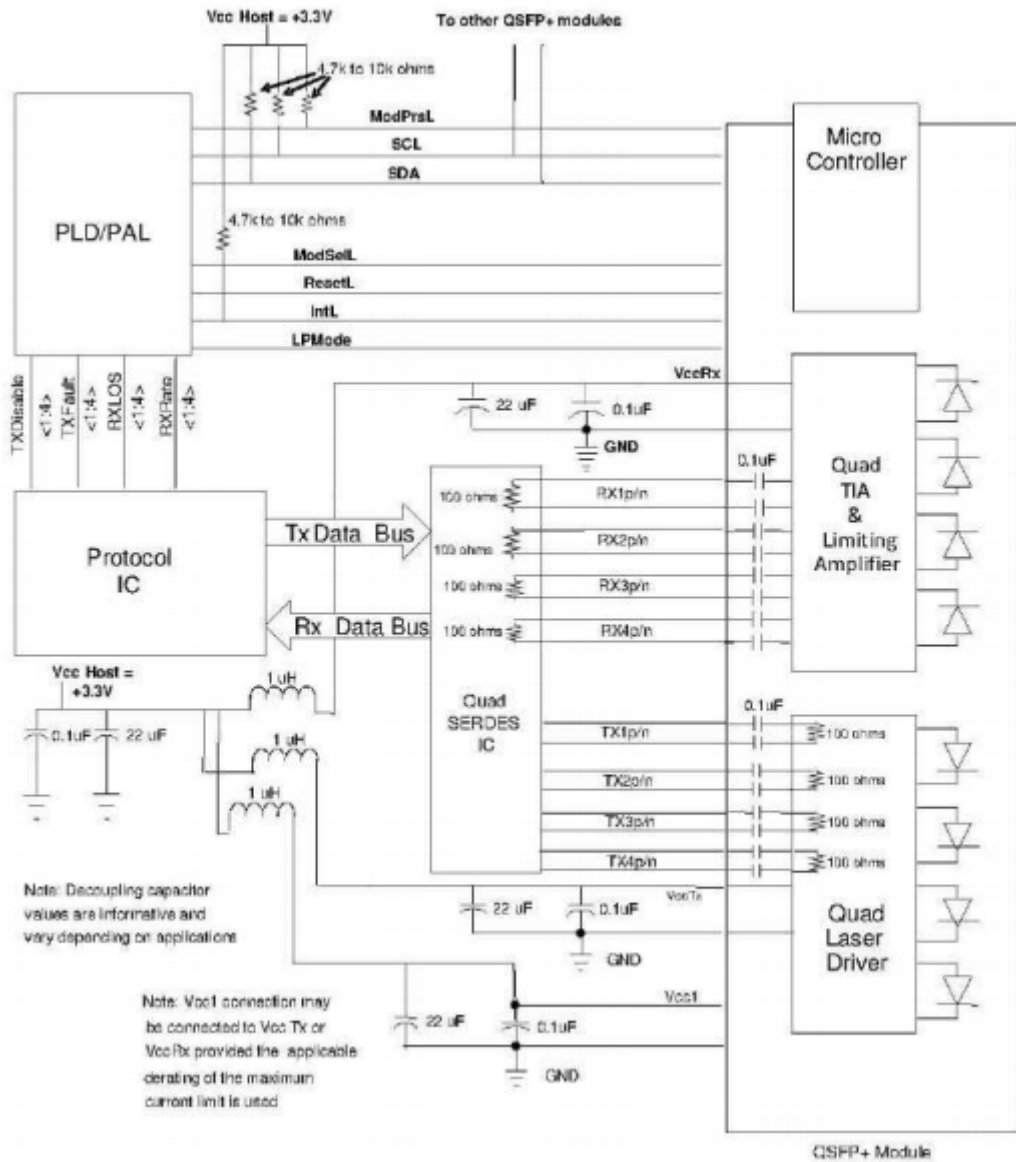 Vcc Host = +3.3V
To other QSFP+ modules
4.7k to 10k ohms
ModPrsL
SCL
SDA
PLD/PAL
4.7k to 10k ohms
ModSelL
ResetL
IntL
LPMode
Micro
Controller
TXDisable
<1:4>
TXFault
<1:4>
RXLOS
<1:4>
RXRate
<1:4>
VccRx
22 uF
0.1uF
GND
0.1uF
Quad
TIA
&
Limiting
Amplifier
100 ohms
RX1p/n
100 ohms
RX2p/n
100 ohms
RX3p/n
100 ohms
RX4p/n
Protocol
IC
Tx Data Bus
Rx Data Bus
Vcc Host =
+3.3V
0.1uF
22 uF
1 uH
1 uH
1 uH
Quad
SERDES
IC
0.1uF
TX1p/n
100 ohms
TX2p/n
100 ohms
TX3p/n
100 ohms
TX4p/n
100 ohms
Note: Decoupling capacitor
values are informative and
vary depending on applications
22 uF
0.1uF
VccTx
GND
Quad
Laser
Driver
Note: Vcc1 connection may
be connected to Vcc Tx or
VccRx provided the applicable
derating of the maximum
current limit is used
22 uF
0.1uF
Vcc1
GND
QSFP+ Module